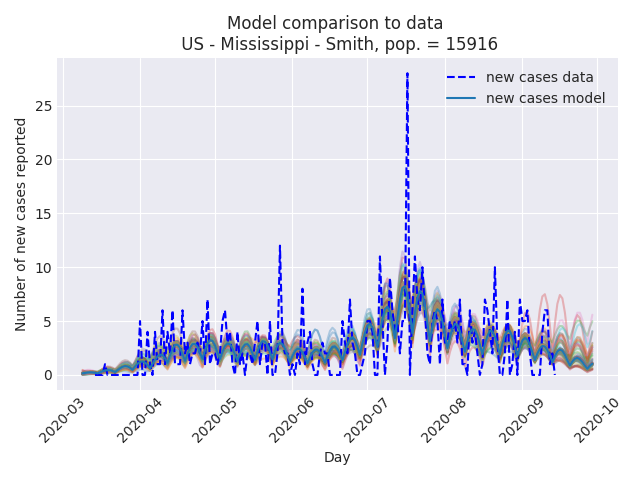 Model comparison to data
US - Mississippi - Smith, pop. = 15916
new cases data
new cases model
Number of new cases reported
25
20
15
10
5
0
2020-03
2020-04
2020-05
2020-06
2020-07
2020-08
2020-09
2020-10
Day